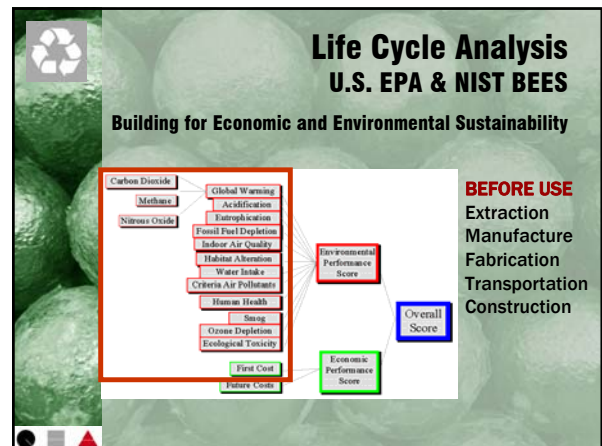 Life Cycle Analysis
U.S. EPA & NIST BEES
Building for Economic and Environmental Sustainability
Carbon Dioxide
Methane
Nitrous Oxide
Global Warming
Acidification
Eutrophication
Fossil Fuel Depletion
Indoor Air Quality
Habitat Alteration
Water Intake
Criteria Air Pollutants
Human Health
Smog
Ozone Depletion
Ecological Toxicity
First Cost
Future Costs
Environmental
Performance
Score
Economic
Performance
Score
Overall
Score
BEFORE USE
Extraction
Manufacture
Fabrication
Transportation
Construction